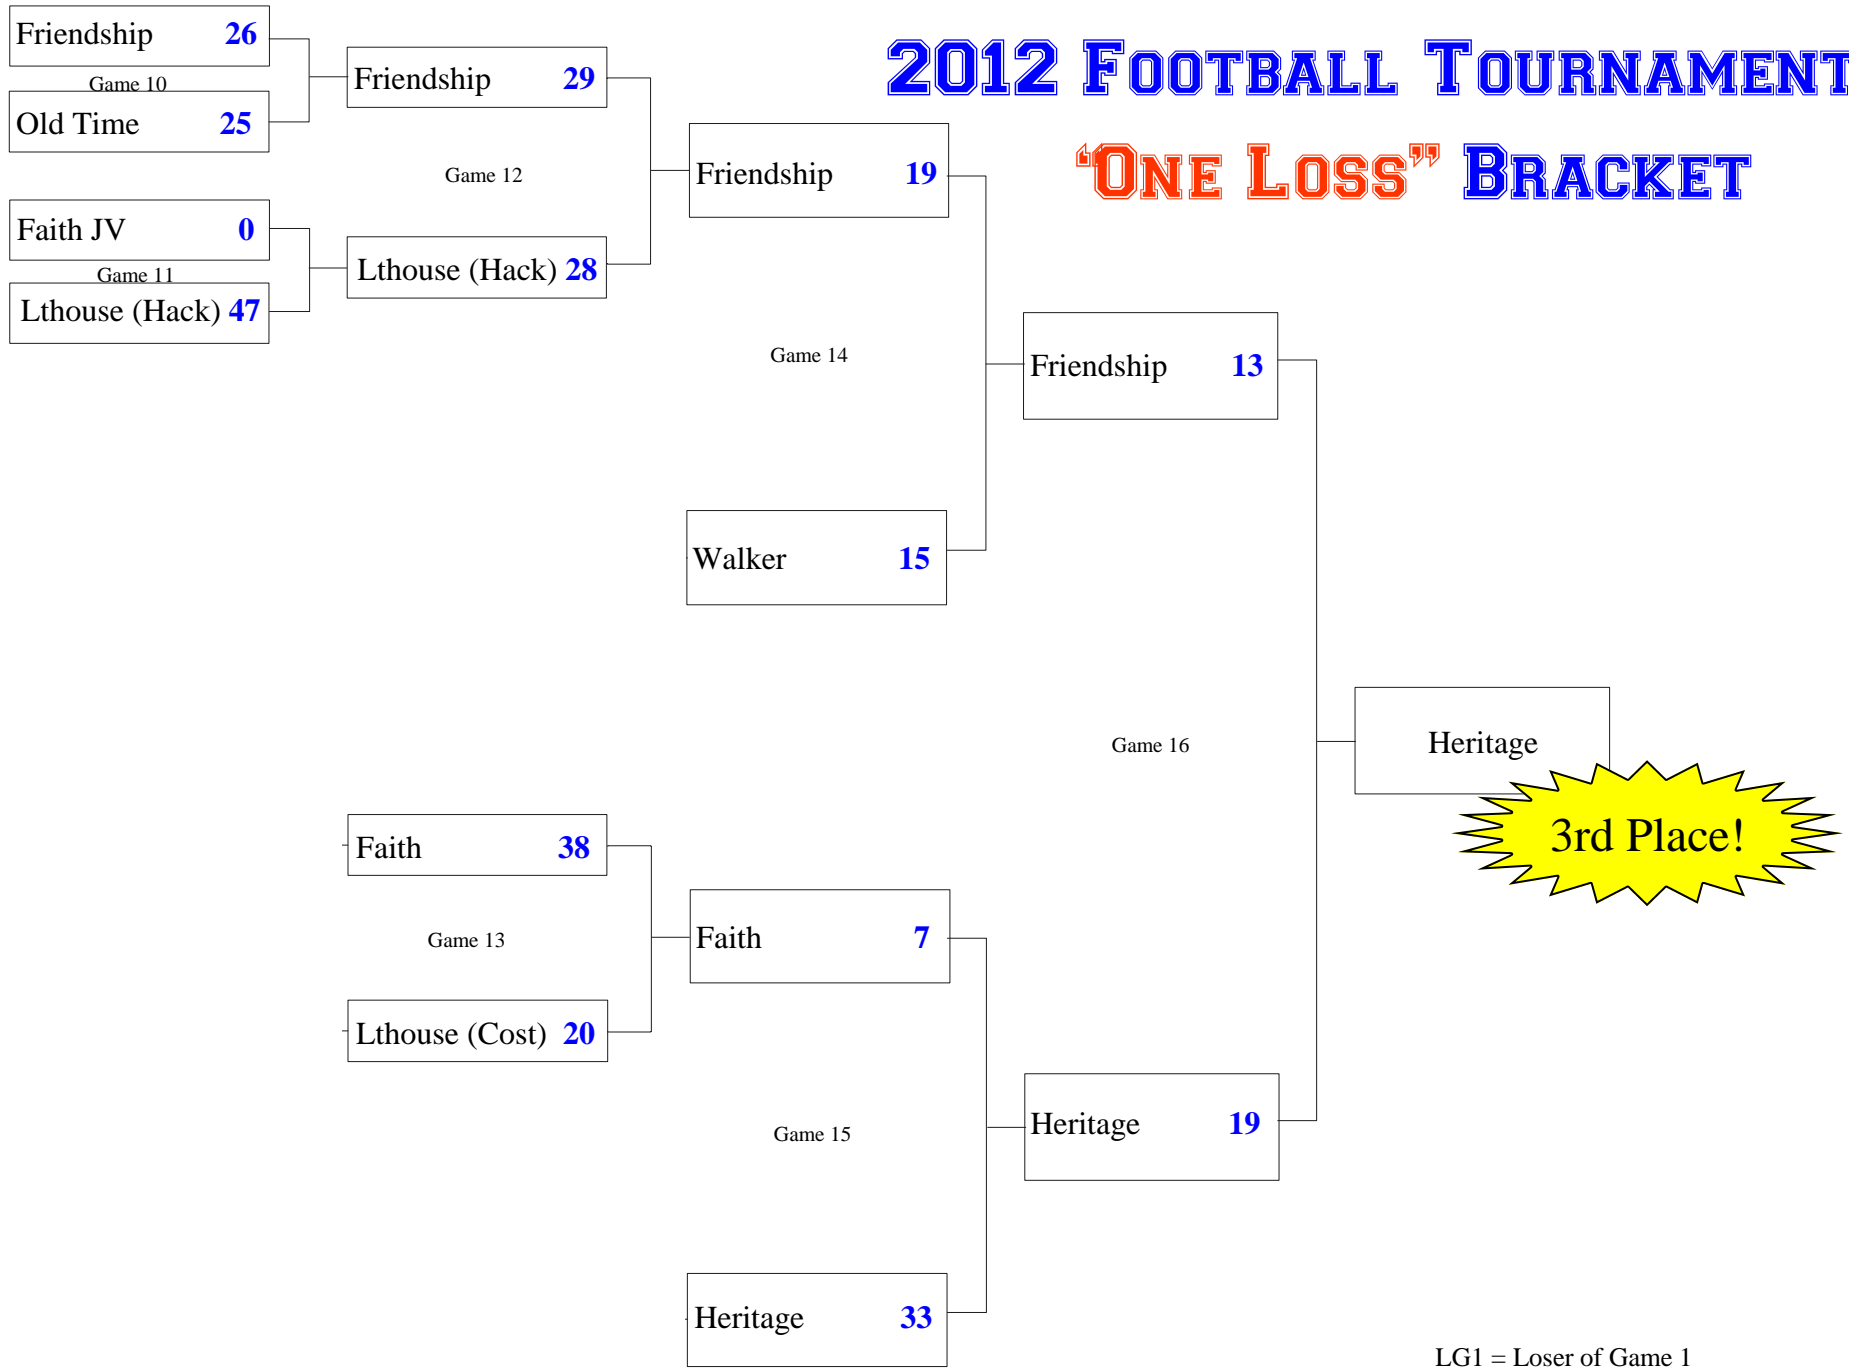 2012 Football Tournament
“One Loss” Bracket
Friendship 26
Game 10
Old Time 25
Faith JV 0
Game 11
Lthouse (Hack) 47
Friendship 29
Game 12
Lthouse (Hack) 28
Friendship 19
Game 14
Walker 15
Friendship 13
Game 16
Heritage
3rd Place!
Faith 38
Game 13
Lthouse (Cost) 20
Faith 7
Game 15
Heritage 33
Heritage 19
LG1 = Loser of Game 1